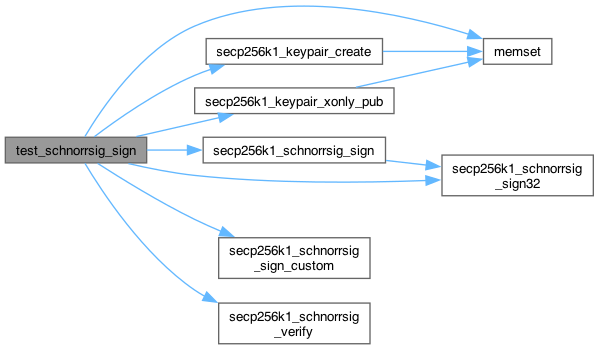 secp256k1_keypair_create
memset
secp256k1_keypair_xonly_pub
test_schnorrsig_sign
secp256k1_schnorrsig_sign
secp256k1_schnorrsig
_sign32
secp256k1_schnorrsig
_sign_custom
secp256k1_schnorrsig
_verify